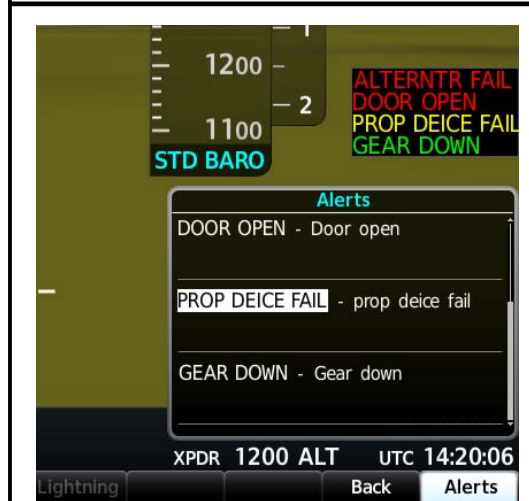 1
1200
2
1100
STD BARO
ALTERNTR FAIL
DOOR OPEN
PROP DEICE FAIL
GEAR DOWN
Alerts
DOOR OPEN - Door open
PROP DEICE FAIL - prop deice fail
GEAR DOWN - Gear down
XPDR 1200 ALT UTC 14:20:06
Lightning Back Alerts